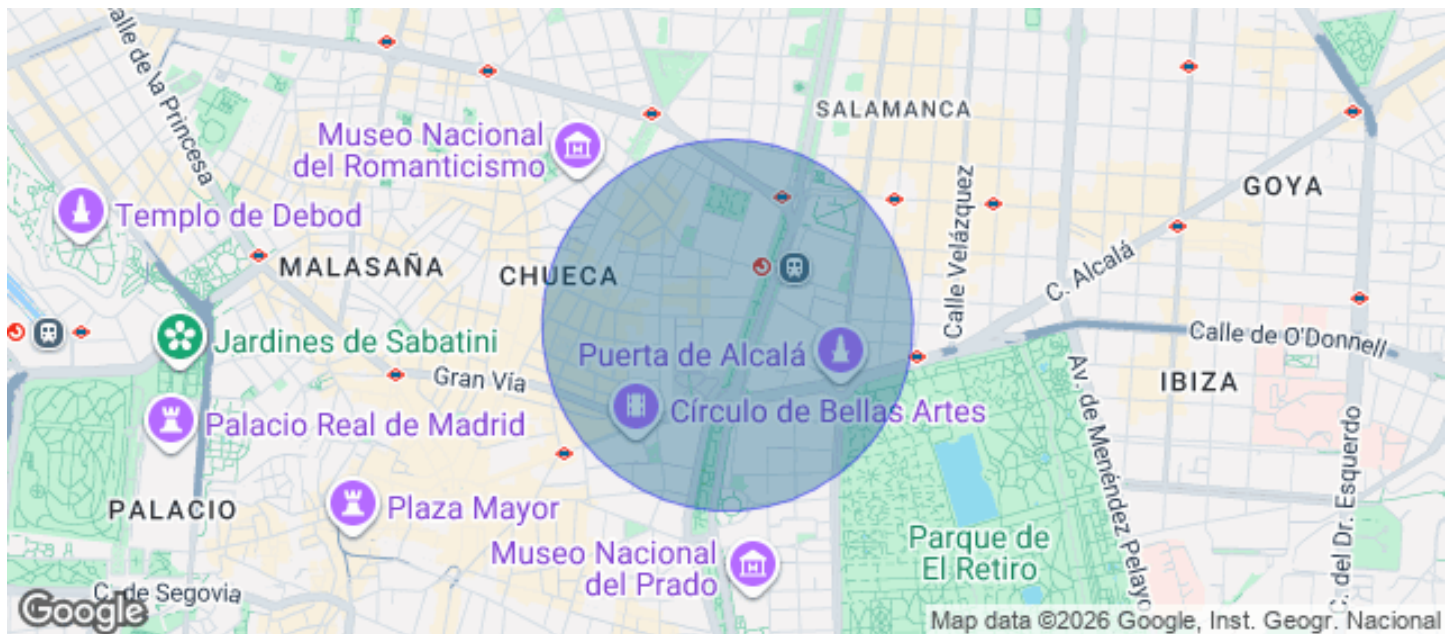 Calle de la Princesa
SALAMANCA
Museo Nacional
del Romanticismo
Calle Velázquez
GOYA
Templo de Debod
MALASAÑA
CHUECA
C. Alcalá
Jardines de Sabatini
Calle de O'Donnell
Puerta de Alcalá
Gran Vía
IBIZA
Av. de Menéndez Pelayo
Palacio Real de Madrid
Círculo de Bellas Artes
C. del Dr. Esquerdo
PALACIO
Plaza Mayor
Museo Nacional
del Prado
Parque de
El Retiro
C. de Segovia
Google
Map data ©2026 Google, Inst. Geogr. Nacional